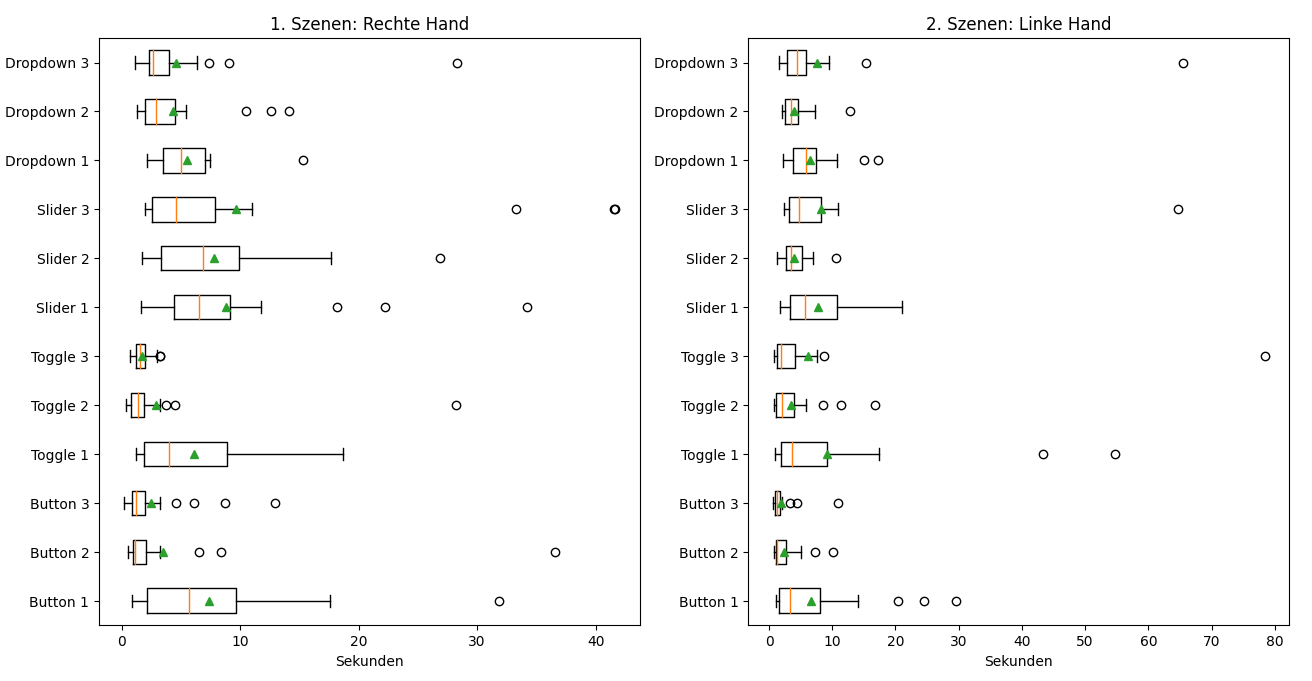 1. Szenen: Rechte Hand
Dropdown 3
Dropdown 2
Dropdown 1
Slider 3
Slider 2
Slider 1
Toggle 3
Toggle 2
Toggle 1
Button 3
Button 2
Button 1
0 10 20 30 40
Sekunden
2. Szenen: Linke Hand
Dropdown 3
Dropdown 2
Dropdown 1
Slider 3
Slider 2
Slider 1
Toggle 3
Toggle 2
Toggle 1
Button 3
Button 2
Button 1
0 10 20 30 40 50 60 70 80
Sekunden